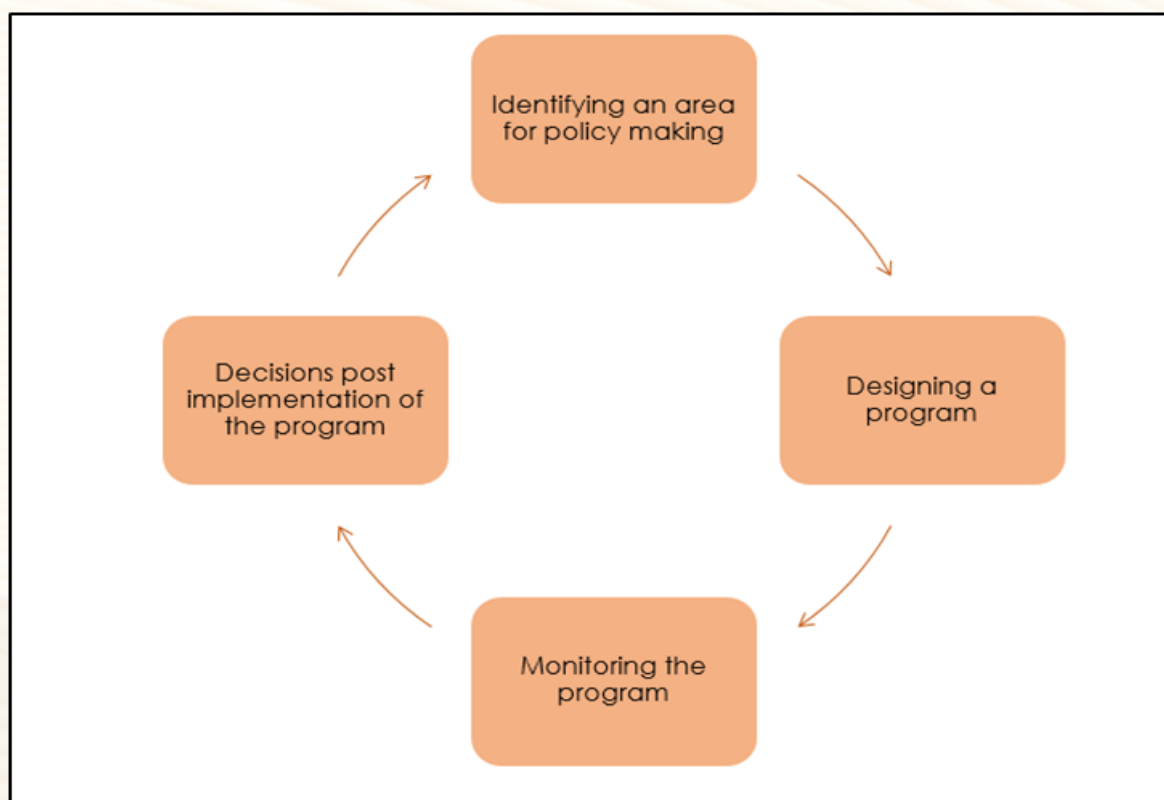 Identifying an area
for policy making
Designing a
program
Monitoring the
program
Decisions post
implementation of
the program